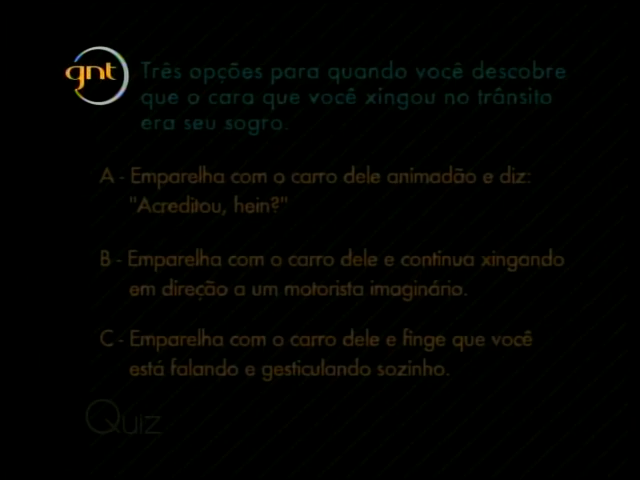 gnt
Três opções para quando você descobre
que o cara que você xingou no trânsito
era seu sogro.
A - Emparelha com o carro dele animadão e diz:
"Acreditou, hein?"
B - Emparelha com o carro dele e continua xingando
em direção a um motorista imaginário.
C - Emparelha com o carro dele e finge que você
está falando e gesticulando sozinho.
Quiz